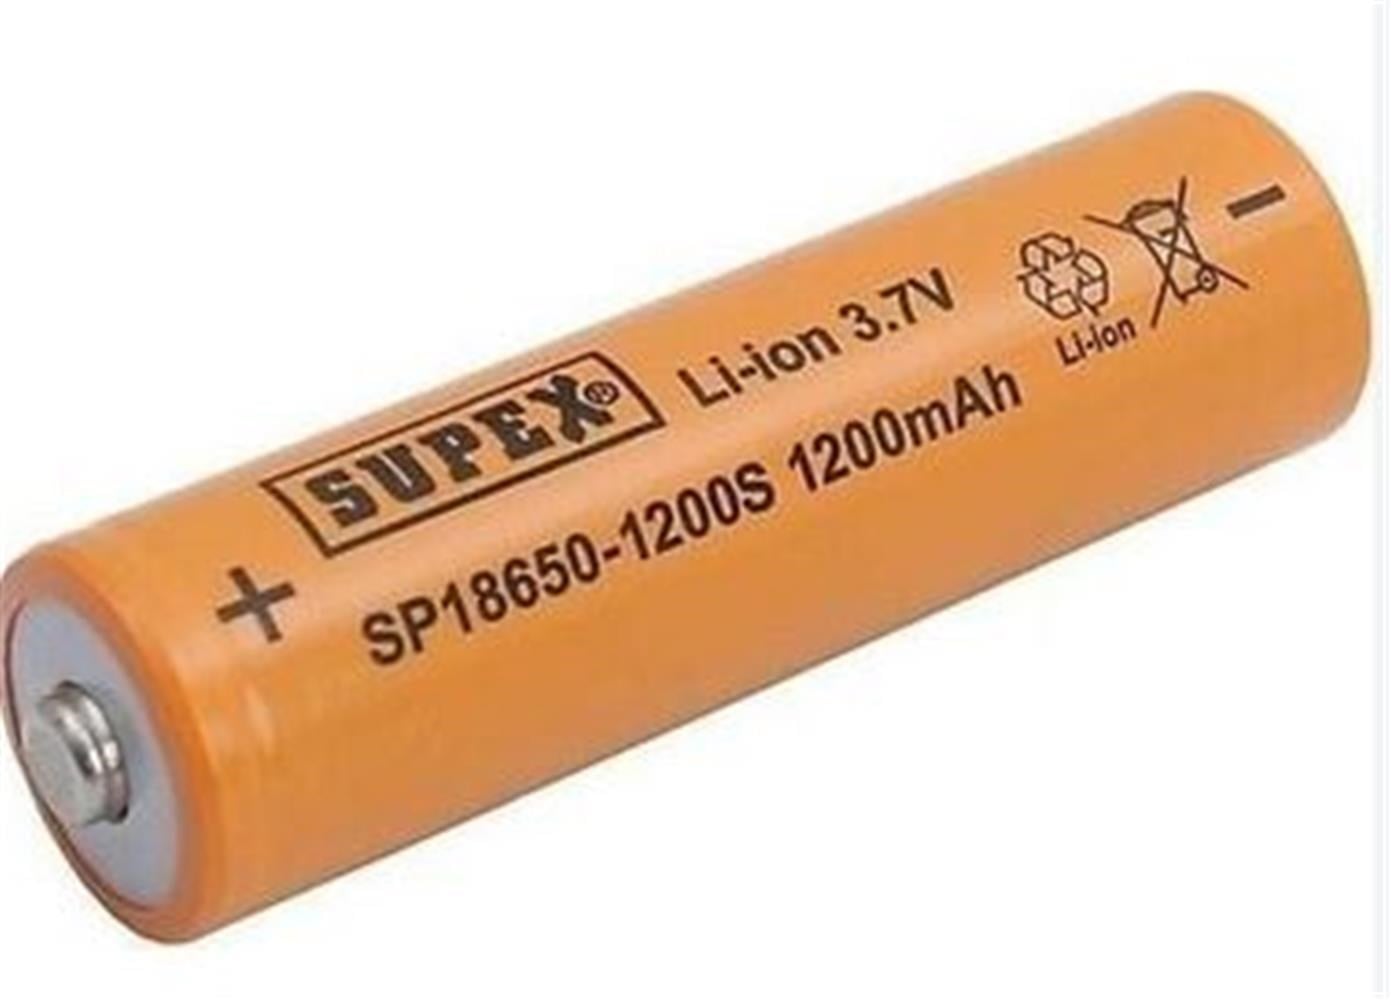 SUPEX®
Li-ion 3.7V
SP18650-1200S 1200mAh
Li-Ion
+
-